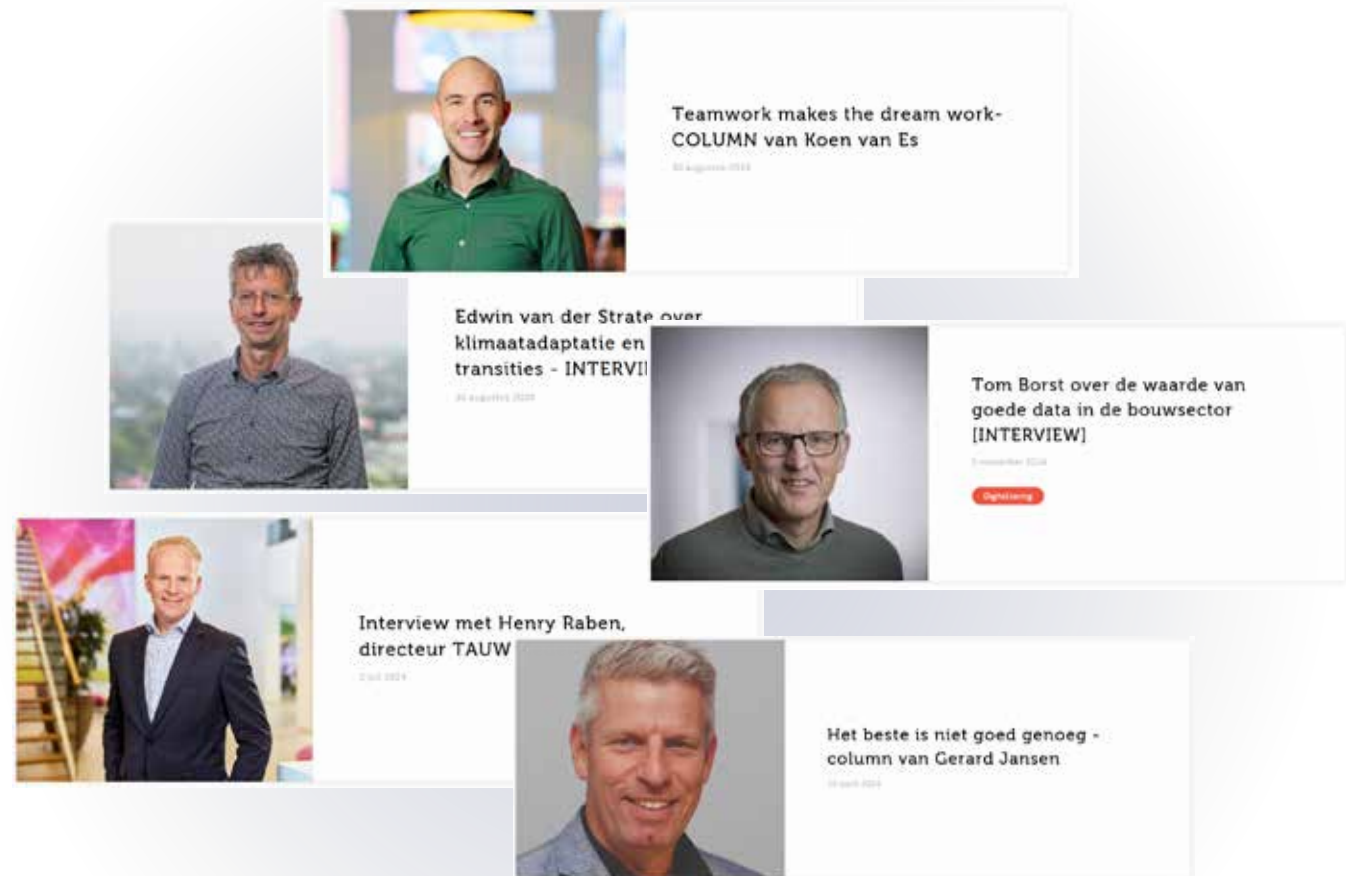 Teamwork makes the dream work-
COLUMN van Koen van Es
Edwin van der Strate over
klimaatadaptatie en
transities - INTERVI
Tom Borst over de waarde van
goede data in de bouwsector
[INTERVIEW]
Digitalisering
Interview met Henry Raben,
directeur TAUW
Het beste is niet goed genoeg -
column van Gerard Jansen